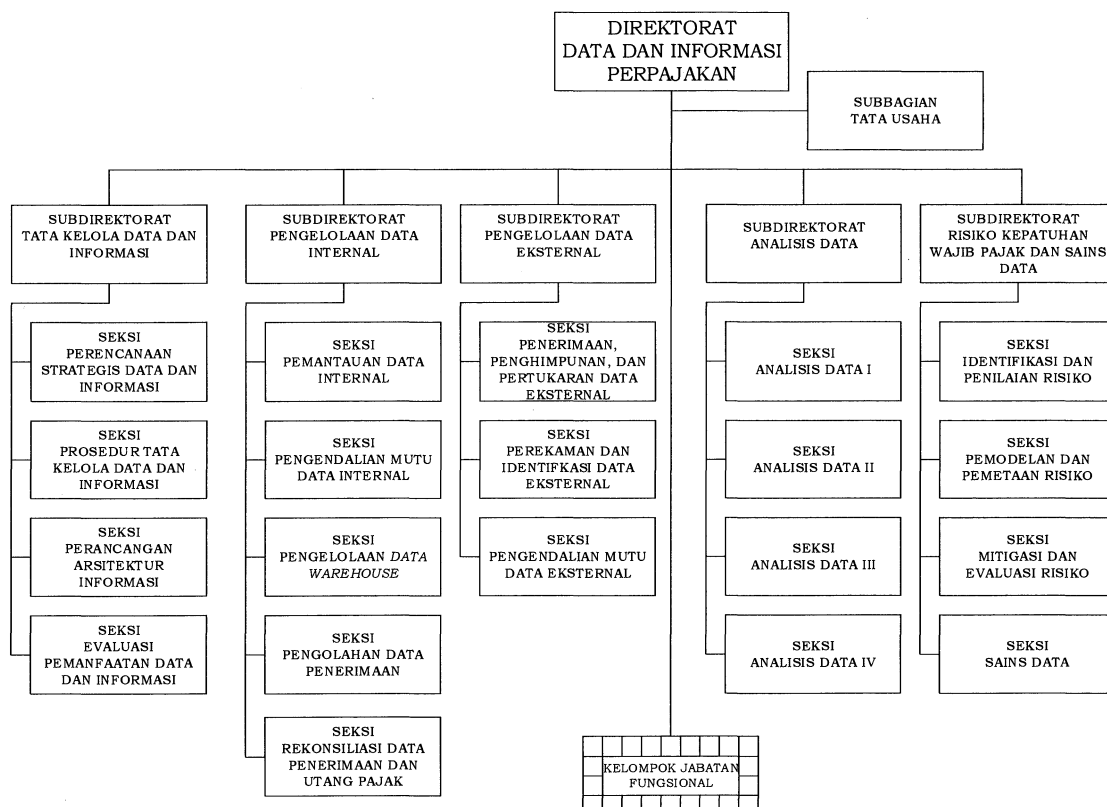 DIREKTORAT
DATA DAN INFORMASI
PERPAJAKAN
SUBBAGIAN
TATA USAHA
SUBDIREKTORAT
TATA KELOLA DATA DAN
INFORMASI
SEKSI
PERENCANAAN
STRATEGIS DATA DAN
INFORMASI
SEKSI
PROSEDUR TATA
KELOLA DATA DAN
INFORMASI
SEKSI
PERANCANGAN
ARSITEKTUR
INFORMASI
SEKSI
EVALUASI
PEMANFAATAN DATA
DAN INFORMASI
SUBDIREKTORAT
PENGELOLAAN DATA
INTERNAL
SEKSI
PEMANTAUAN DATA
INTERNAL
SEKSI
PENGENDALIAN MUTU
DATA INTERNAL
SEKSI
PENGELOLAAN DATA
WAREHOUSE
SEKSI
PENGOLAHAN DATA
PENERIMAAN
SEKSI
REKONSILIASI DATA
PENERIMAAN DAN
UTANG PAJAK
SUBDIREKTORAT
PENGELOLAAN DATA
EKSTERNAL
SEKSI
PENERIMAAN,
PENGHIMPUNAN, DAN
PERTUKARAN DATA
EKSTERNAL
SEKSI
PEREKAMAN DAN
IDENTIFKASI DATA
EKSTERNAL
SEKSI
PENGENDALIAN MUTU
DATA EKSTERNAL
SUBDIREKTORAT
ANALISIS DATA
SEKSI
ANALISIS DATA I
SEKSI
ANALISIS DATA II
SEKSI
ANALISIS DATA III
SEKSI
ANALISIS DATA IV
SUBDIREKTORAT
RISIKO KEPATUHAN
WAJIB PAJAK DAN SAINS
DATA
SEKSI
IDENTIFIKASI DAN
PENILAIAN RISIKO
SEKSI
PEMODELAN DAN
PEMETAAN RISIKO
SEKSI
MITIGASI DAN
EVALUASI RISIKO
SEKSI
SAINS DATA
KELOMPOK JABATAN
FUNGSIONAL